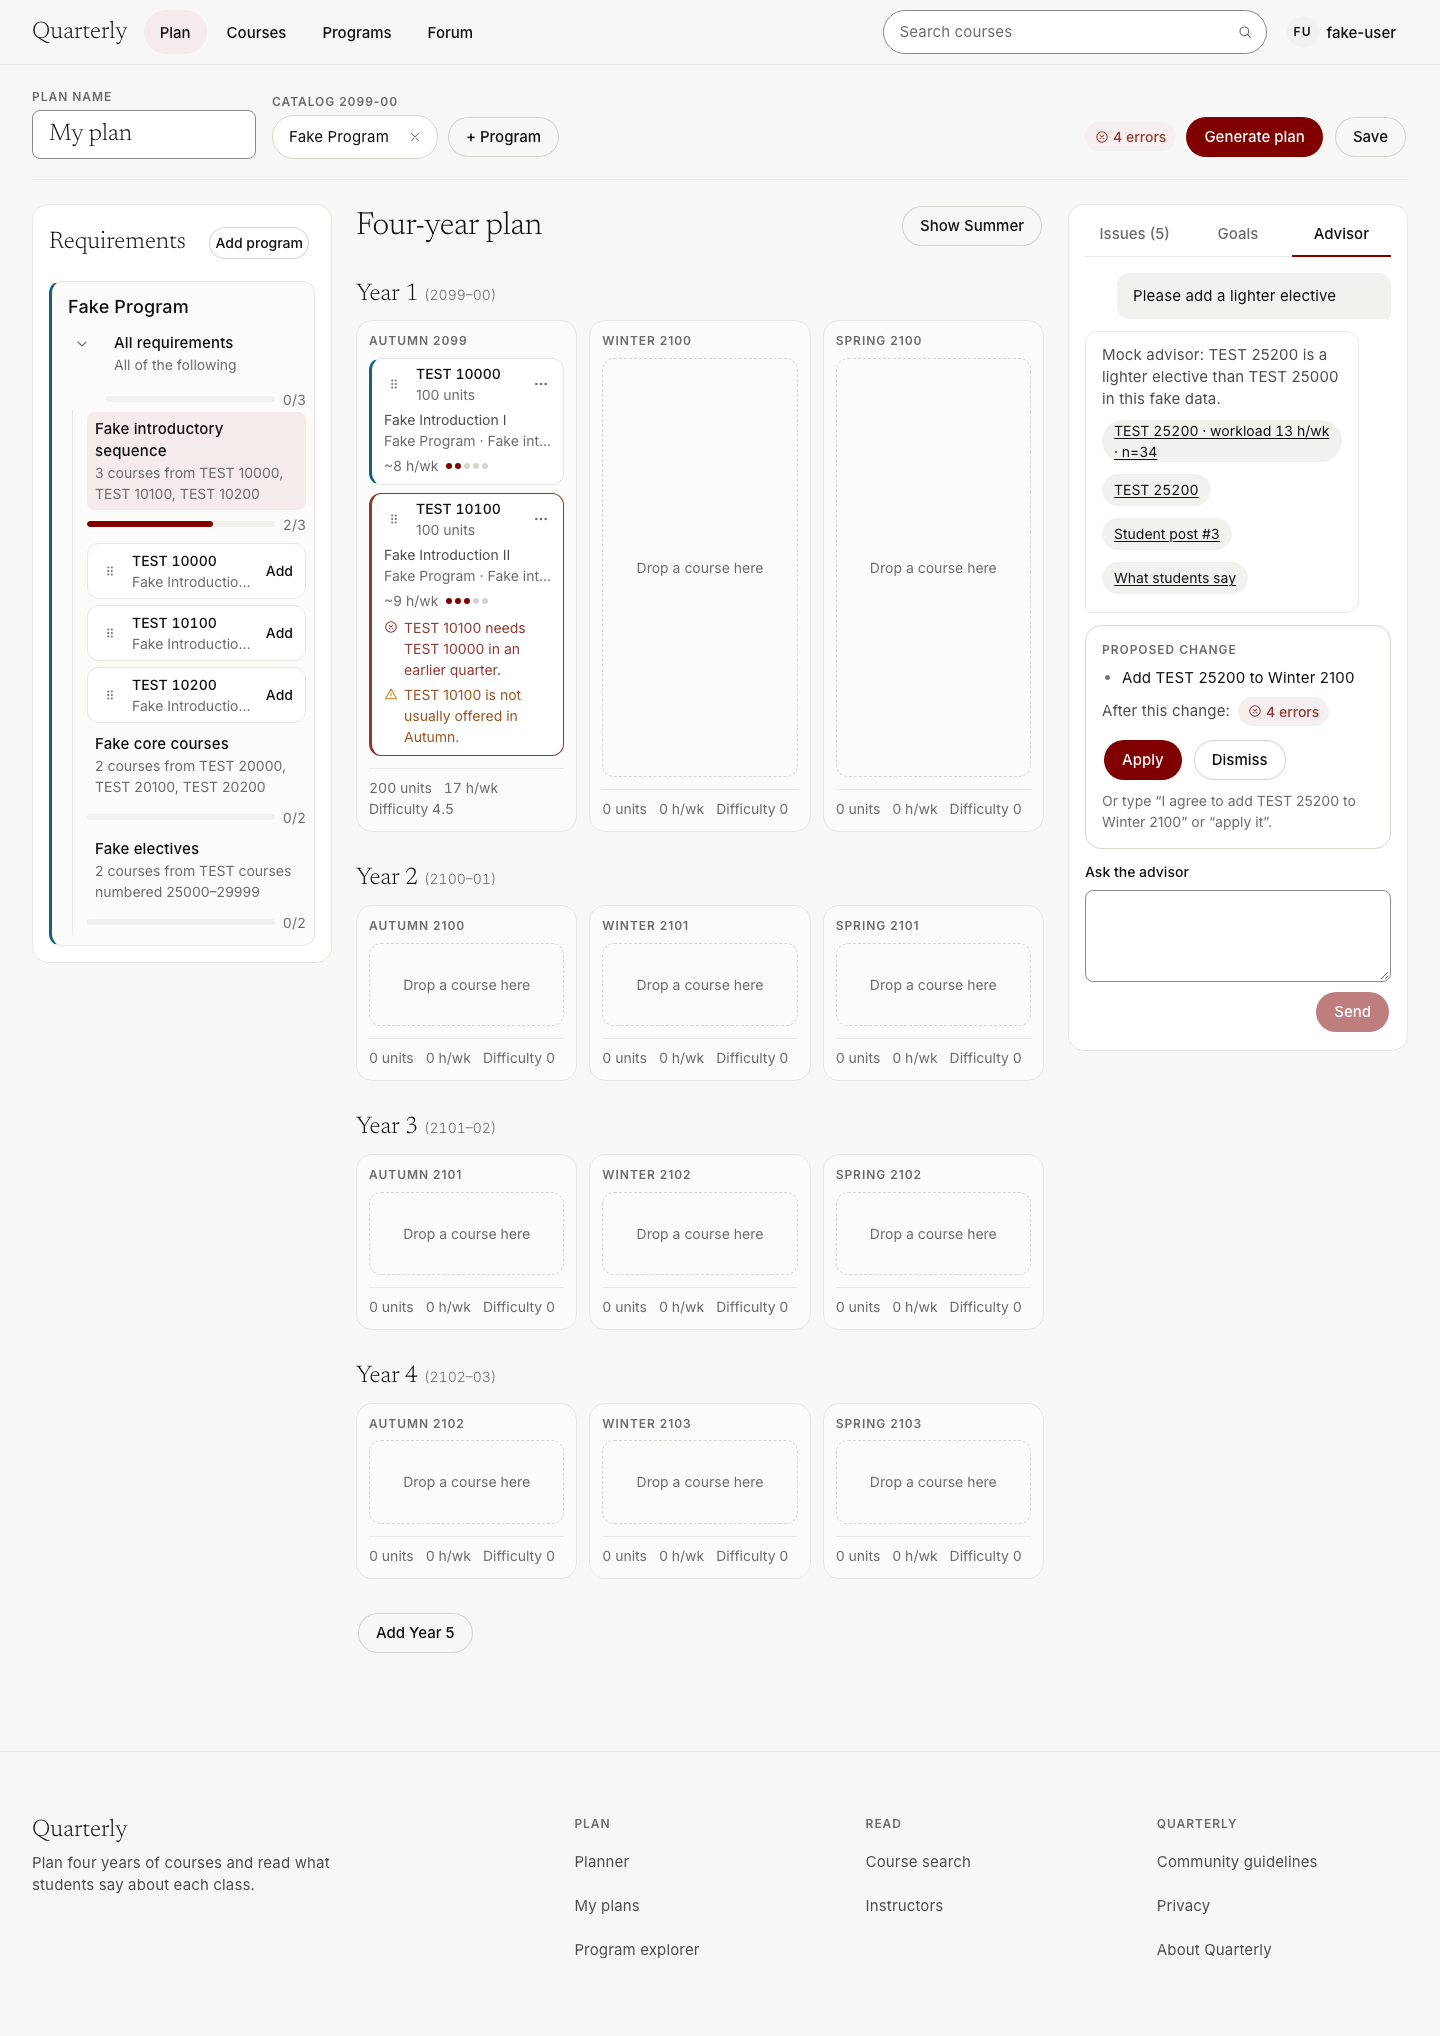 Quarterly
Plan
Courses
Programs
Forum
Search courses
FU
fake-user
PLAN NAME
My plan
CATALOG 2099-00
Fake Program
+ Program
4 errors
Generate plan
Save
Requirements
Add program
Fake Program
All requirements
All of the following
0/3
Fake introductory
sequence
3 courses from TEST 10000,
TEST 10100, TEST 10200
2/3
TEST 10000
Fake Introductio...
Add
TEST 10100
Fake Introductio...
Add
TEST 10200
Fake Introductio...
Add
Fake core courses
2 courses from TEST 20000,
TEST 20100, TEST 20200
0/2
Fake electives
2 courses from TEST courses
numbered 25000–29999
0/2
Four-year plan
Show Summer
Year 1 (2099–00)
AUTUMN 2099
TEST 10000
100 units
Fake Introduction I
Fake Program · Fake int...
~8 h/wk
TEST 10100
100 units
Fake Introduction II
Fake Program · Fake int...
~9 h/wk
TEST 10100 needs
TEST 10000 in an
earlier quarter.
TEST 10100 is not
usually offered in
Autumn.
200 units 17 h/wk
Difficulty 4.5
WINTER 2100
Drop a course here
0 units 0 h/wk Difficulty 0
SPRING 2100
Drop a course here
0 units 0 h/wk Difficulty 0
Year 2 (2100–01)
AUTUMN 2100
Drop a course here
0 units 0 h/wk Difficulty 0
WINTER 2101
Drop a course here
0 units 0 h/wk Difficulty 0
SPRING 2101
Drop a course here
0 units 0 h/wk Difficulty 0
Year 3 (2101–02)
AUTUMN 2101
Drop a course here
0 units 0 h/wk Difficulty 0
WINTER 2102
Drop a course here
0 units 0 h/wk Difficulty 0
SPRING 2102
Drop a course here
0 units 0 h/wk Difficulty 0
Year 4 (2102–03)
AUTUMN 2102
Drop a course here
0 units 0 h/wk Difficulty 0
WINTER 2103
Drop a course here
0 units 0 h/wk Difficulty 0
SPRING 2103
Drop a course here
0 units 0 h/wk Difficulty 0
Add Year 5
Issues (5)
Goals
Advisor
Please add a lighter elective
Mock advisor: TEST 25200 is a
lighter elective than TEST 25000
in this fake data.
TEST 25200 · workload 13 h/wk
· n=34
TEST 25200
Student post #3
What students say
PROPOSED CHANGE
• Add TEST 25200 to Winter 2100
After this change: 4 errors
Apply
Dismiss
Or type “I agree to add TEST 25200 to
Winter 2100” or “apply it”.
Ask the advisor
Send
Quarterly
Plan four years of courses and read what
students say about each class.
PLAN
Planner
My plans
Program explorer
READ
Course search
Instructors
QUARTERLY
Community guidelines
Privacy
About Quarterly